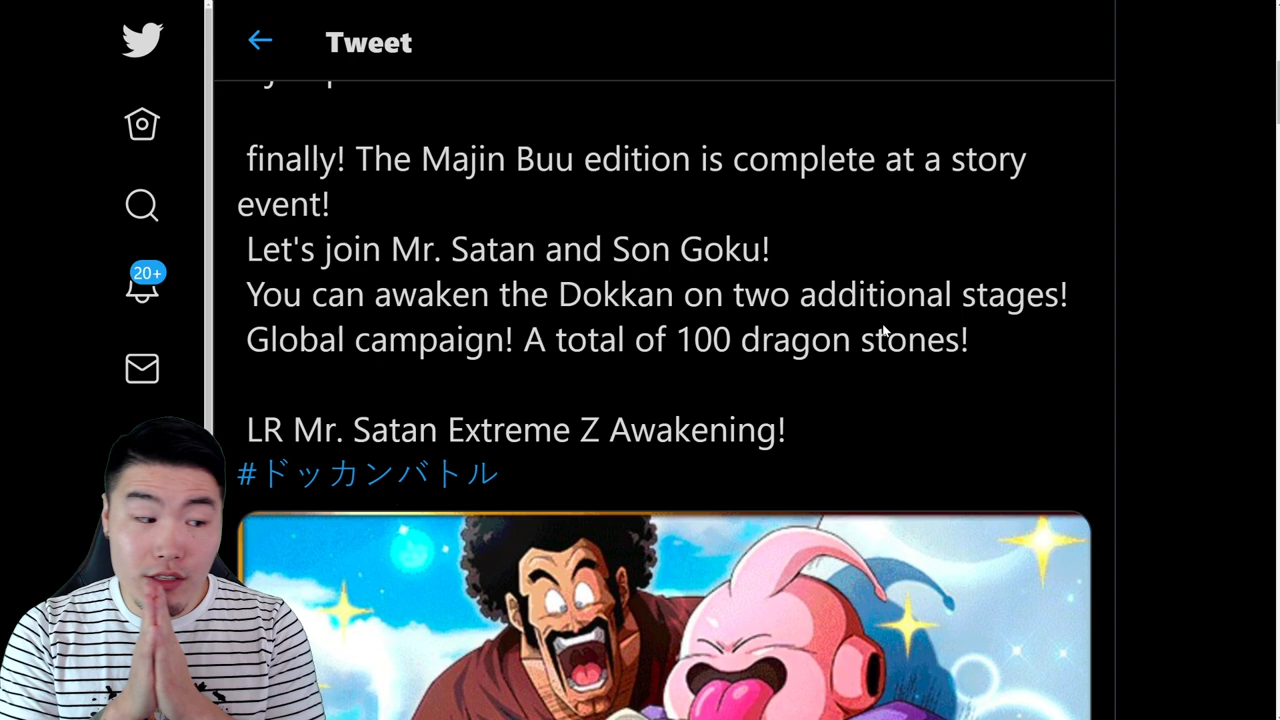 Tweet
finally! The Majin Buu edition is complete at a story
event!
Let's join Mr. Satan and Son Goku!
You can awaken the Dokkan on two additional stages!
Global campaign! A total of 100 dragon stones!
20+
LR Mr. Satan Extreme Z Awakening!
#ドッカンバトル